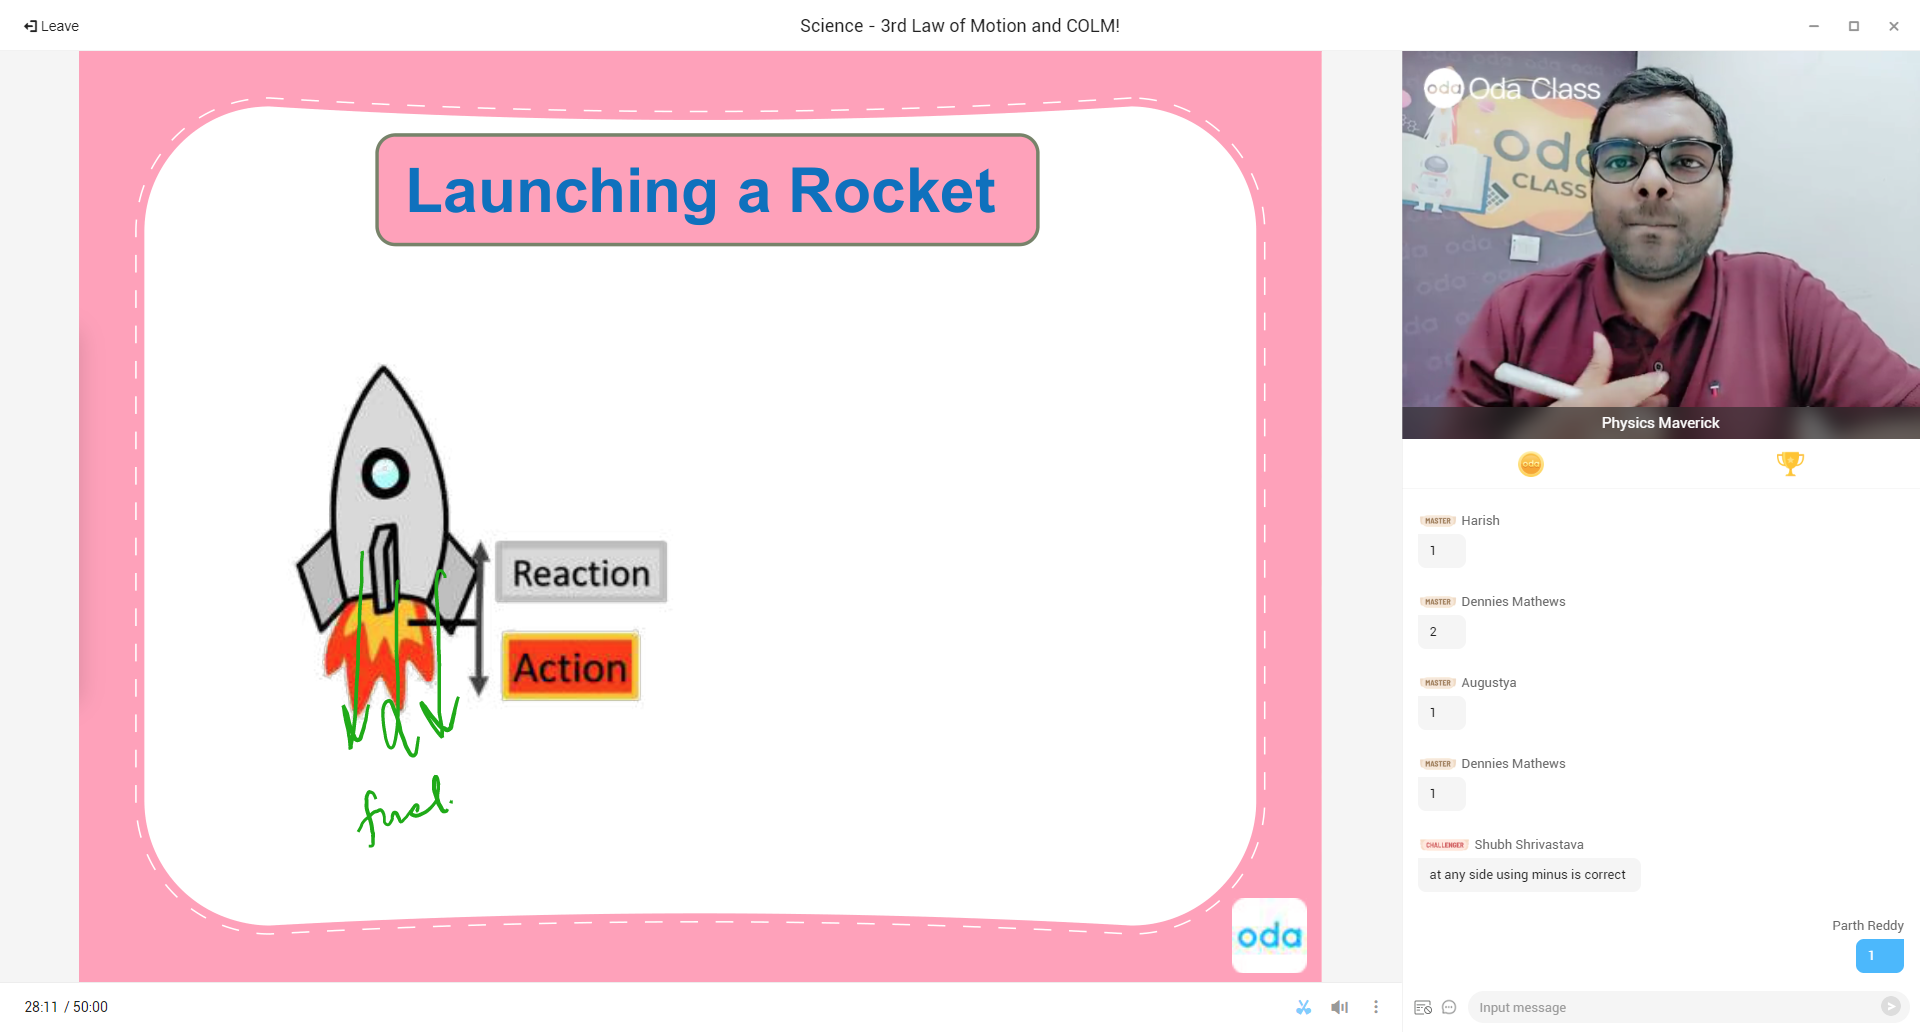 Leave
Science - 3rd Law of Motion and COLM!
Launching a Rocket
Reaction
Action
fuel.
oda
28:11 / 50:00
oda Oda Class
oda
CLASS
Physics Maverick
oda
MASTER Harish
1
MASTER Dennies Mathews
2
MASTER Augustya
1
MASTER Dennies Mathews
1
CHALLENGER Shubh Shrivastava
at any side using minus is correct
Parth Reddy
1
Input message